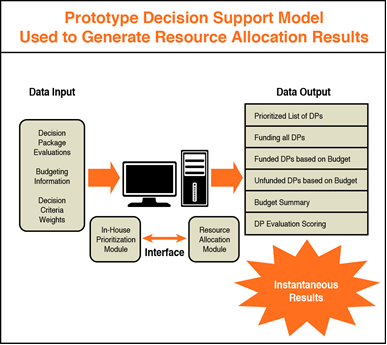 Prototype Decision Support Model
Used to Generate Resource Allocation Results
Data Input
Decision
Package
Evaluations
Budgeting
Information
Decision
Criteria
Weights
In-House
Prioritization
Module
Interface
Resource
Allocation
Module
Data Output
Prioritized List of DPs
Funding all DPs
Funded DPs based on Budget
Unfunded DPs based on Budget
Budget Summary
DP Evaluation Scoring
Instantaneous
Results